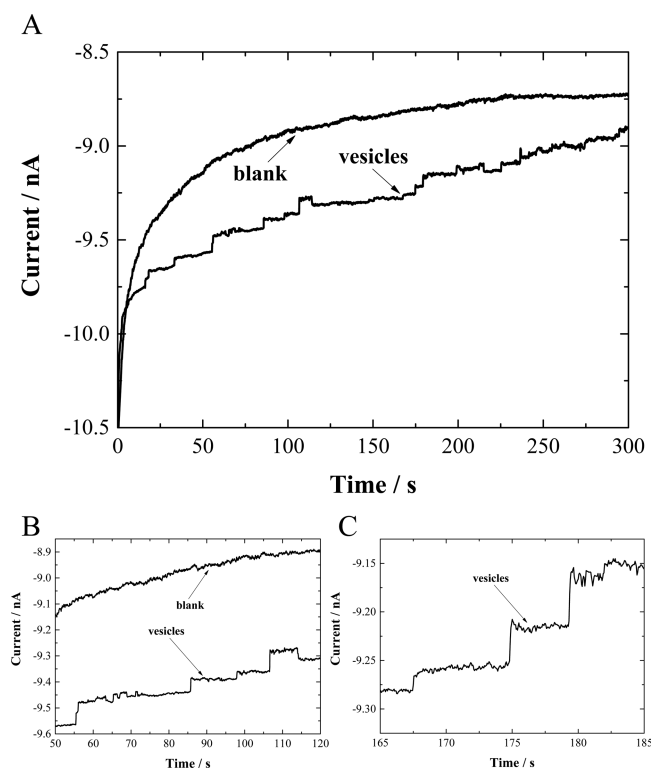 A
-8.5
-9.0
-9.5
-10.0
-10.5
Current / nA
blank
vesicles
0 50 100 150 200 250 300
Time / s
B
-8.9
-9.0
-9.1
-9.2
-9.3
-9.4
-9.5
-9.6
Current / nA
blank
vesicles
50 60 70 80 90 100 110 120
Time / s
C
-9.15
-9.20
-9.25
-9.30
Current / nA
vesicles
165 170 175 180 185
Time / s